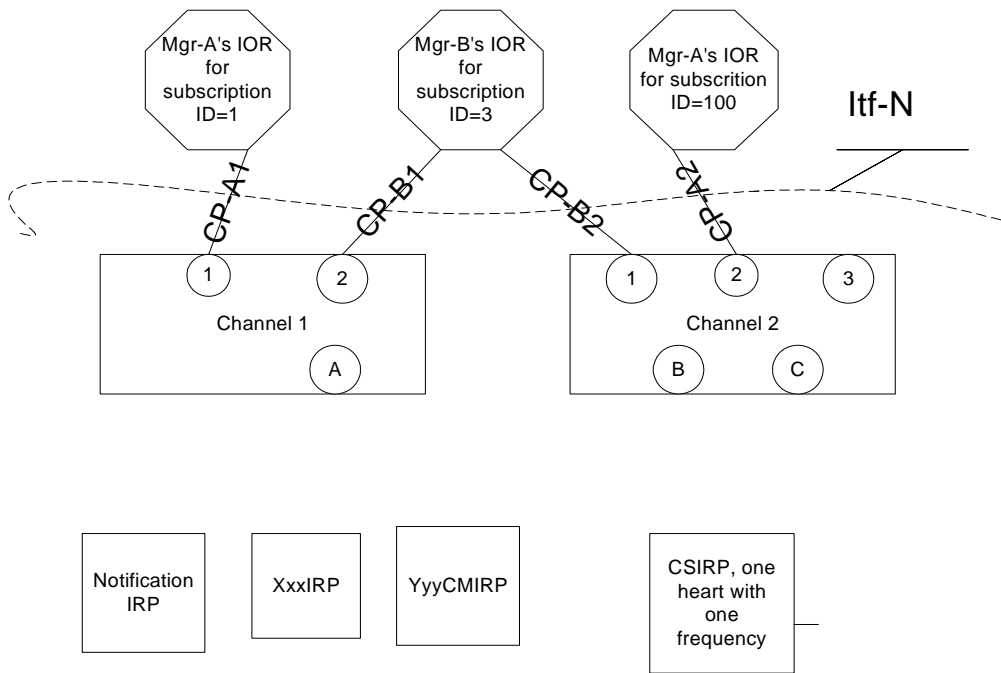 Mgr-A's IOR
for
subscription
ID=1
Mgr-B's IOR
for
subscription
ID=3
Mgr-A's IOR
for subscrition
ID=100
Itf-N
CP-A1
CP-B1
CP-B2
CP-A2
1
2
1
2
3
Channel 1
Channel 2
A
B
C
Notification
IRP
XxxIRP
YyyCMIRP
CSIRP, one
heart with
one
frequency